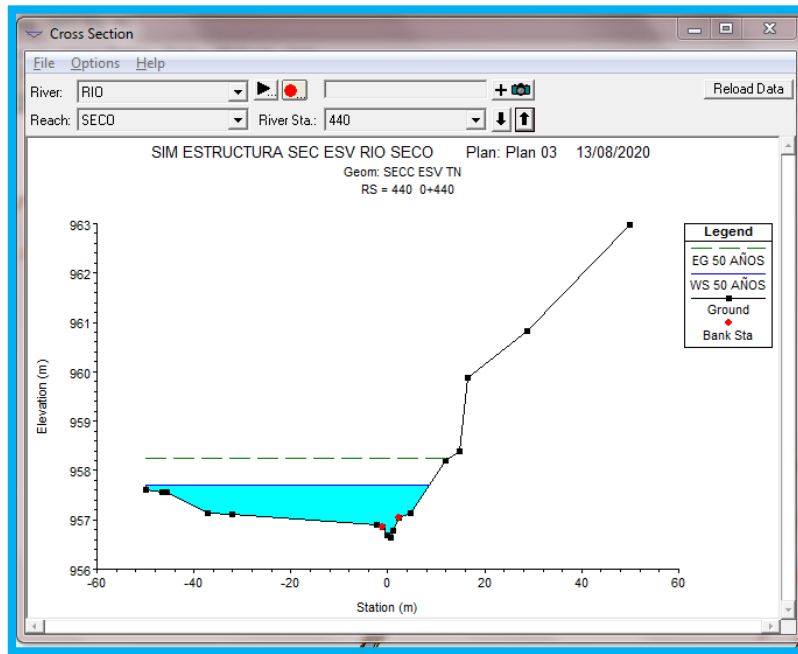 Cross Section
File Options Help
River: RIO
Reload Data
Reach: SECO River Sta.: 440
SIM ESTRUCTURA SEC ESV RIO SECO Plan: Plan 03 13/08/2020
Geom: SECC ESV TN
RS = 440 0+440
963
962
961
960
959
958
957
956
Elevation (m)
-60 -40 -20 0 20 40 60
Station (m)
Legend
EG 50 AÑOS
WS 50 AÑOS
Ground
Bank Sta